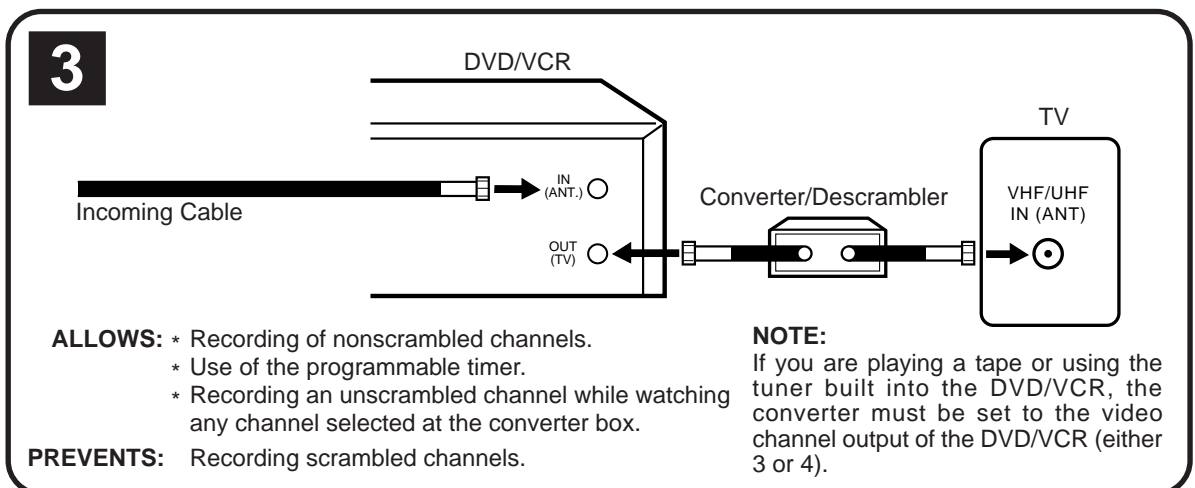 3
DVD/VCR
TV
IN
(ANT.)
Incoming Cable
Converter/Descrambler
VHF/UHF
IN (ANT)
OUT
(TV)
ALLOWS: * Recording of nonscrambled channels.
* Use of the programmable timer.
* Recording an unscrambled channel while watching
any channel selected at the converter box.
PREVENTS: Recording scrambled channels.
NOTE:
If you are playing a tape or using the
tuner built into the DVD/VCR, the
converter must be set to the video
channel output of the DVD/VCR (either
3 or 4).